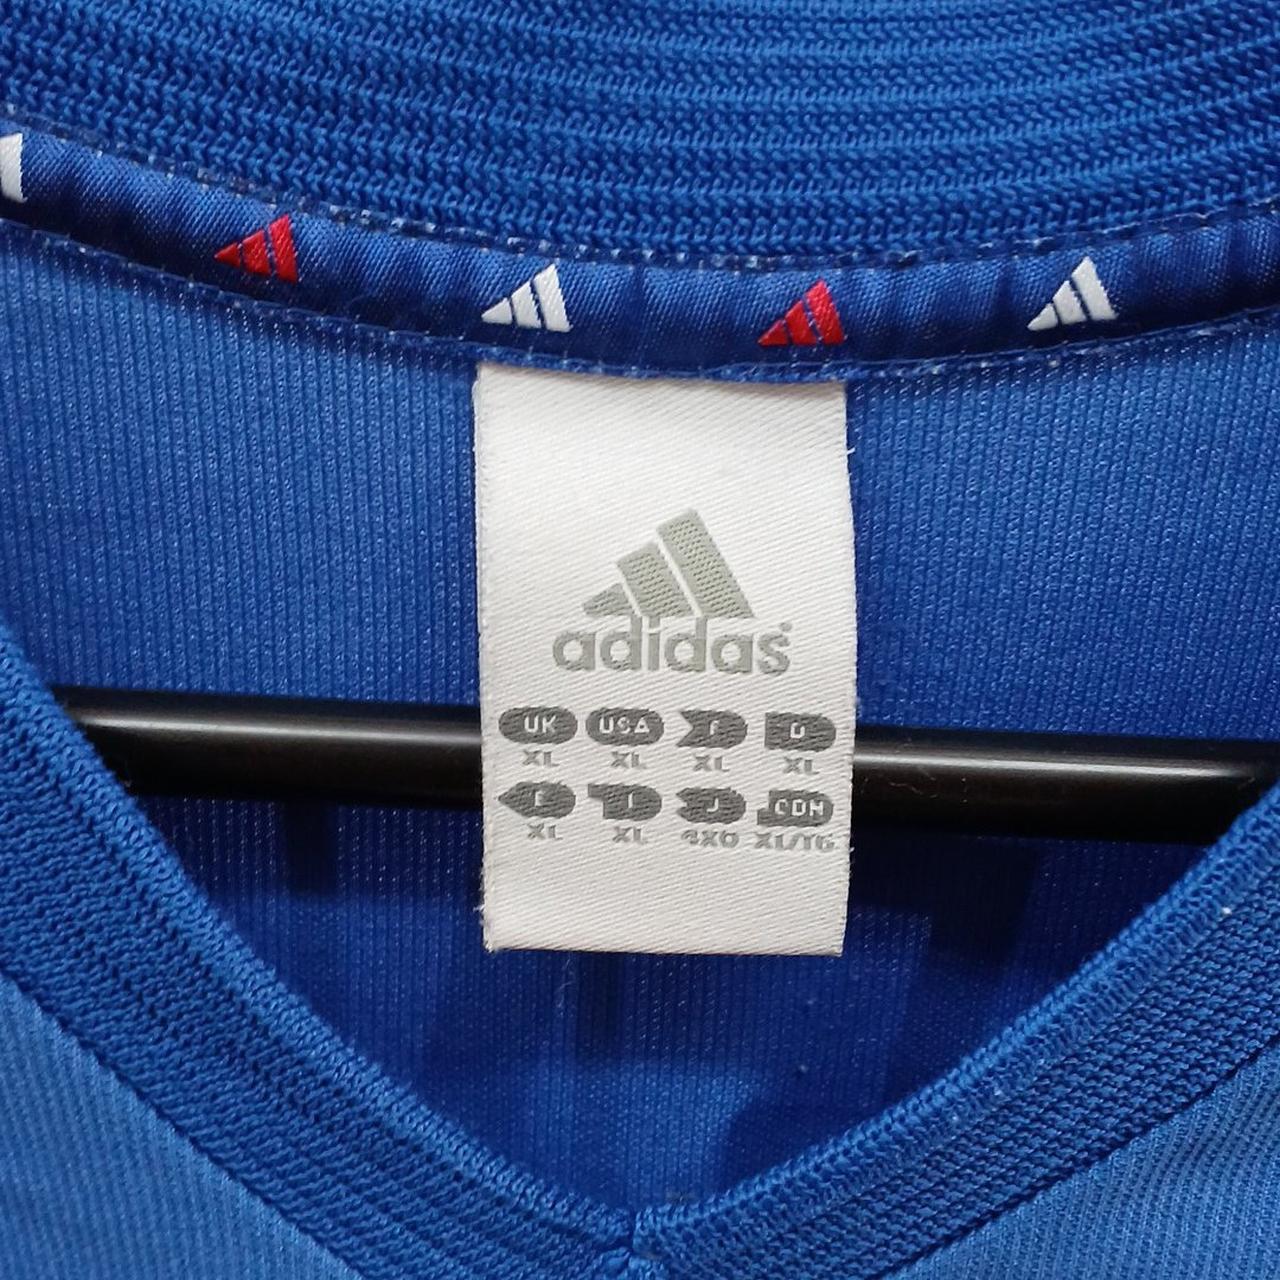 adidas
UK USA F D
XL XL XL XL
E I J CDN
XL XL 4XO XL/TG